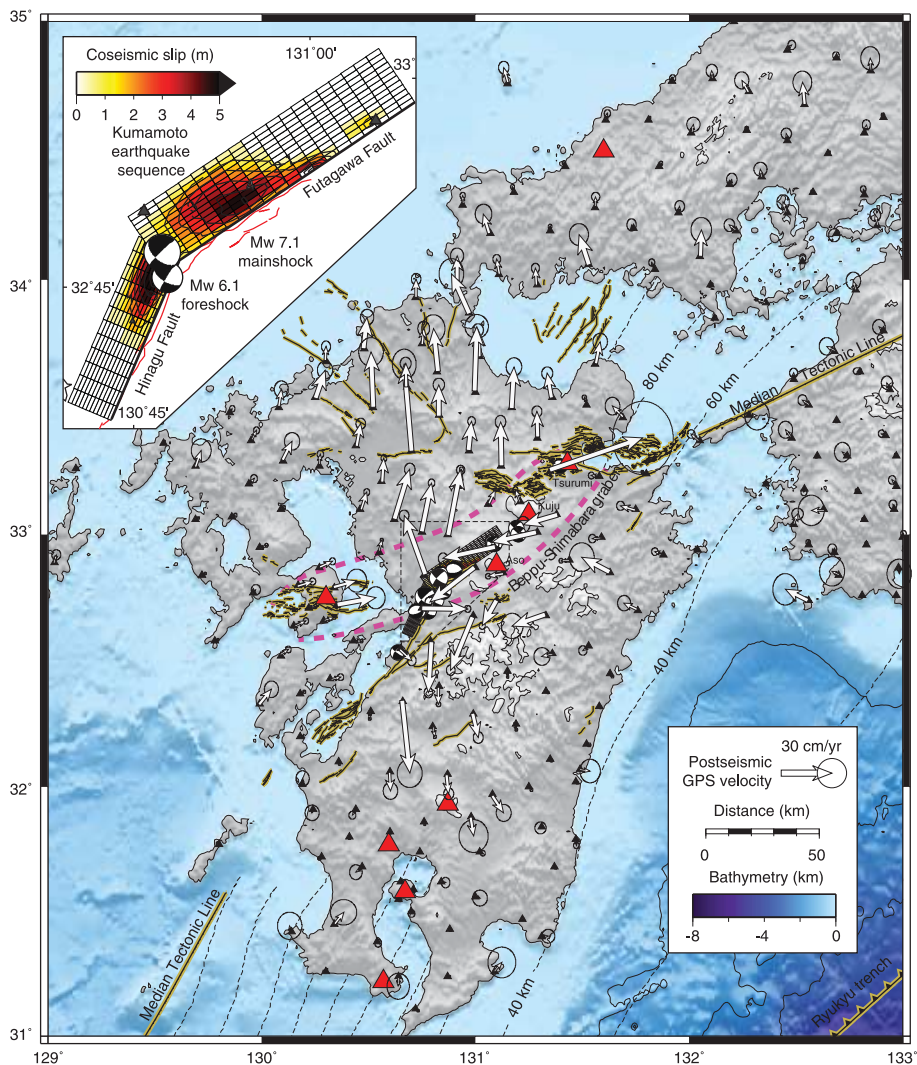 35˚
34˚
33˚
32˚
31˚
129˚
130˚
131˚
132˚
133˚
Coseismic slip (m)
0 1 2 3 4 5
Kumamoto
earthquake
sequence
131˚00'
33˚
Futagawa Fault
Mw 7.1
mainshock
32˚45'
Mw 6.1
foreshock
Hinagu Fault
130˚45'
80 km
60 km
Median Tectonic Line
Tsurumi
Kuju
Aso
Beppu-Shimabara graben
40 km
40 km
Median Tectonic Line
Ryukyu trench
30 cm/yr
Postseismic
GPS velocity
Distance (km)
0 50
Bathymetry (km)
-8 -4 0